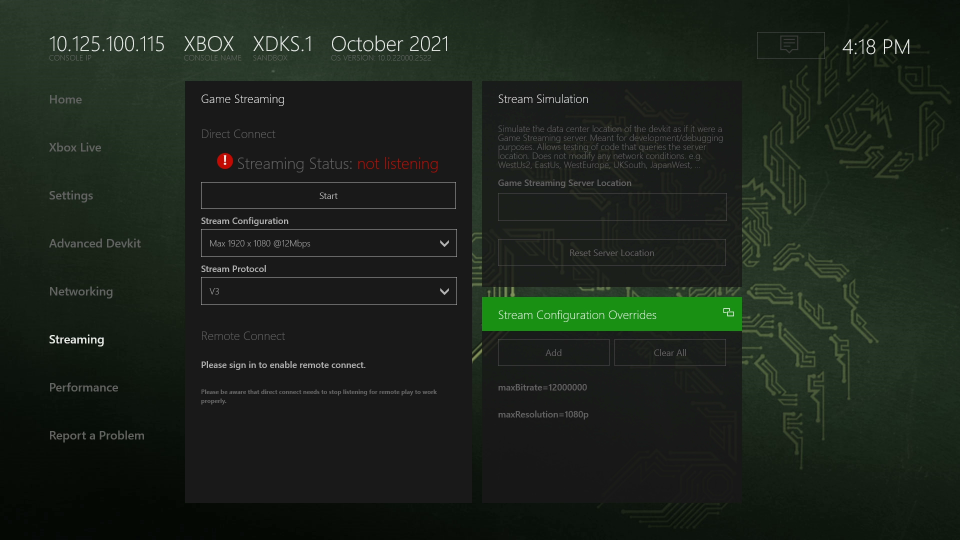 10.125.100.115 XBOX XDKS.1 October 2021
CONSOLE IP CONSOLE NAME SANDBOX OS VERSION: 10.0.22000.2522
4:18 PM
Home
Xbox Live
Settings
Advanced Devkit
Networking
Streaming
Performance
Report a Problem
Game Streaming
Direct Connect
Streaming Status: not listening
Start
Stream Configuration
Max 1920 x 1080 @12Mbps
Stream Protocol
V3
Remote Connect
Please sign in to enable remote connect.
Please be aware that direct connect needs to stop listening for remote play to work
properly.
Stream Simulation
Simulate the data center location of the devkit as if it were a
Game Streaming server. Meant for development/debugging
purposes. Allows testing of code that queries the server
location. Does not modify any network conditions. e.g.
WestUs2, EastUs, WestEurope, UKSouth, JapanWest, ...
Game Streaming Server Location
Reset Server Location
Stream Configuration Overrides
Add
Clear All
maxBitrate=12000000
maxResolution=1080p